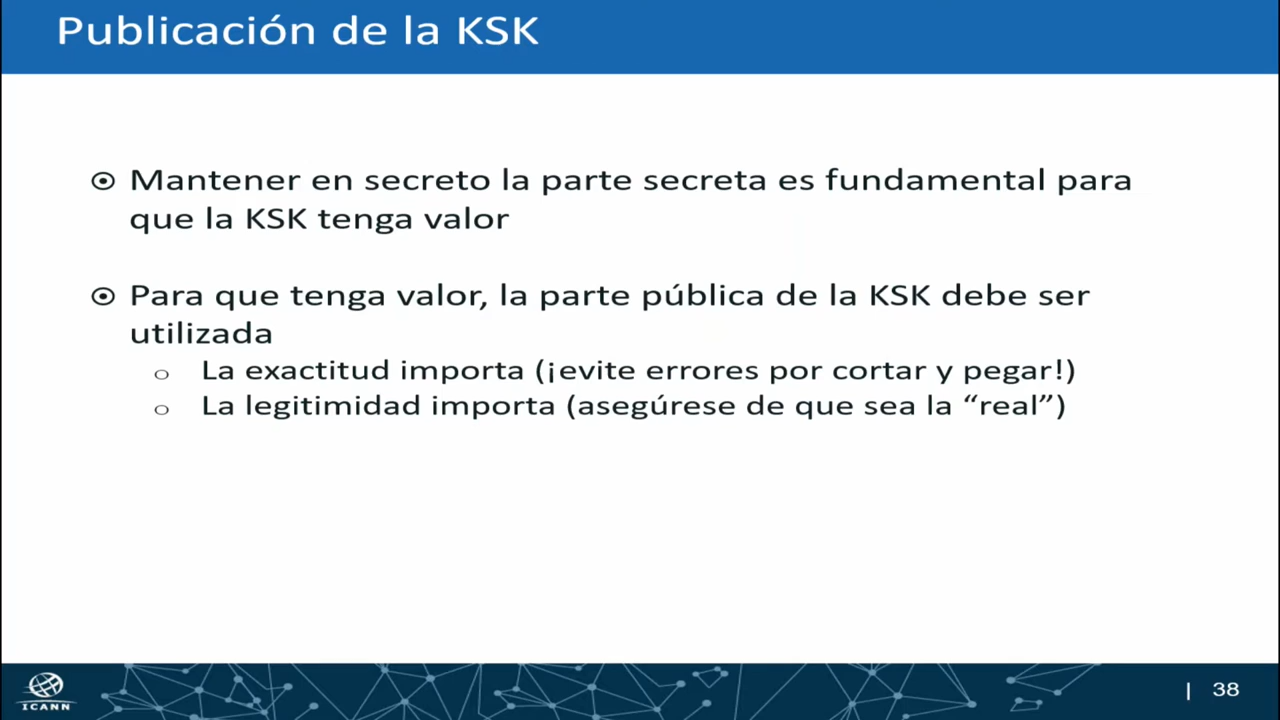 Publicación de la KSK
Mantener en secreto la parte secreta es fundamental para
que la KSK tenga valor
Para que tenga valor, la parte pública de la KSK debe ser
utilizada
La exactitud importa (¡evite errores por cortar y pegar!)
La legitimidad importa (asegúrese de que sea la “real”)
ICANN
| 38